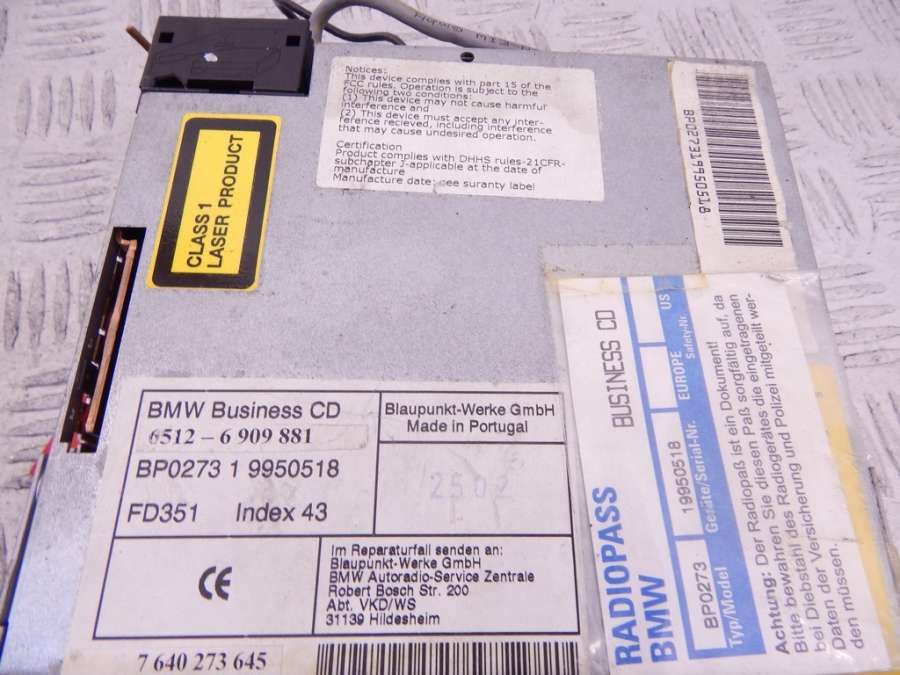 Notices:
This device complies with part 15 of the
FCC rules. Operation is subject to the
following two conditions:
(1) This device may not cause harmful
interference and
(2) This device must accept any inter-
ference recieved, including interference
that may cause undesired operation.
Certification
Product complies with DHHS rules-21CFR-
subchapter J-applicable at the date of
manufacture
Manufacture date: see suranty label
BP027319950518
CLASS 1
LASER PRODUCT
BMW Business CD
6512 – 6 909 881
BP0273 1 9950518
FD351 Index 43
Blaupunkt-Werke GmbH
Made in Portugal
Im Reparaturfall senden an:
Blaupunkt-Werke GmbH
BMW Autoradio-Service Zentrale
Robert Bosch Str. 200
Abt. VKD/WS
31139 Hildesheim
CE
7 640 273 645
RADIOPASS
BMW
BUSINESS CD
BP0273
Typ/Model
19950518
Geräte/Serial-Nr.
EUROPE
US
Safety-Nr.
Achtung: Der Radiopaß ist ein Dokument!
Bitte bewahren Sie diesen Paß sorgfältig auf, da
bei Diebstahl des Radiogerätes die eingetragenen
Daten der Versicherung und Polizei mitgeteilt wer-
den müssen.